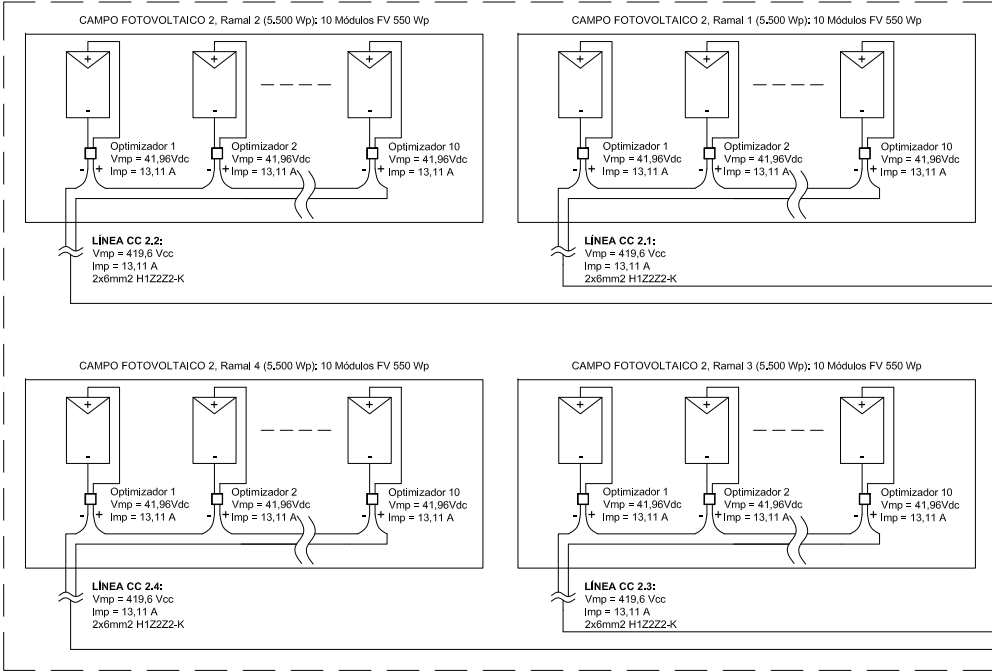 CAMPO FOTOVOLTAICO 2, Ramal 2 (5.500 Wp): 10 Módulos FV 550 Wp
+
-
+
-
+
-
Optimizador 1
Vmp = 41,96Vdc
Imp = 13,11 A
- +
Optimizador 2
Vmp = 41,96Vdc
Imp = 13,11 A
- +
Optimizador 10
Vmp = 41,96Vdc
Imp = 13,11 A
- +
LÍNEA CC 2.2:
Vmp = 419,6 Vcc
Imp = 13,11 A
2x6mm2 H1Z2Z2-K
CAMPO FOTOVOLTAICO 2, Ramal 1 (5.500 Wp): 10 Módulos FV 550 Wp
+
-
+
-
+
-
Optimizador 1
Vmp = 41,96Vdc
Imp = 13,11 A
- +
Optimizador 2
Vmp = 41,96Vdc
Imp = 13,11 A
- +
Optimizador 10
Vmp = 41,96Vdc
Imp = 13,11 A
- +
LÍNEA CC 2.1:
Vmp = 419,6 Vcc
Imp = 13,11 A
2x6mm2 H1Z2Z2-K
CAMPO FOTOVOLTAICO 2, Ramal 4 (5.500 Wp): 10 Módulos FV 550 Wp
+
-
+
-
+
-
Optimizador 1
Vmp = 41,96Vdc
Imp = 13,11 A
- +
Optimizador 2
Vmp = 41,96Vdc
Imp = 13,11 A
- +
Optimizador 10
Vmp = 41,96Vdc
Imp = 13,11 A
- +
LÍNEA CC 2.4:
Vmp = 419,6 Vcc
Imp = 13,11 A
2x6mm2 H1Z2Z2-K
CAMPO FOTOVOLTAICO 2, Ramal 3 (5.500 Wp): 10 Módulos FV 550 Wp
+
-
+
-
+
-
Optimizador 1
Vmp = 41,96Vdc
Imp = 13,11 A
- +
Optimizador 2
Vmp = 41,96Vdc
Imp = 13,11 A
- +
Optimizador 10
Vmp = 41,96Vdc
Imp = 13,11 A
- +
LÍNEA CC 2.3:
Vmp = 419,6 Vcc
Imp = 13,11 A
2x6mm2 H1Z2Z2-K